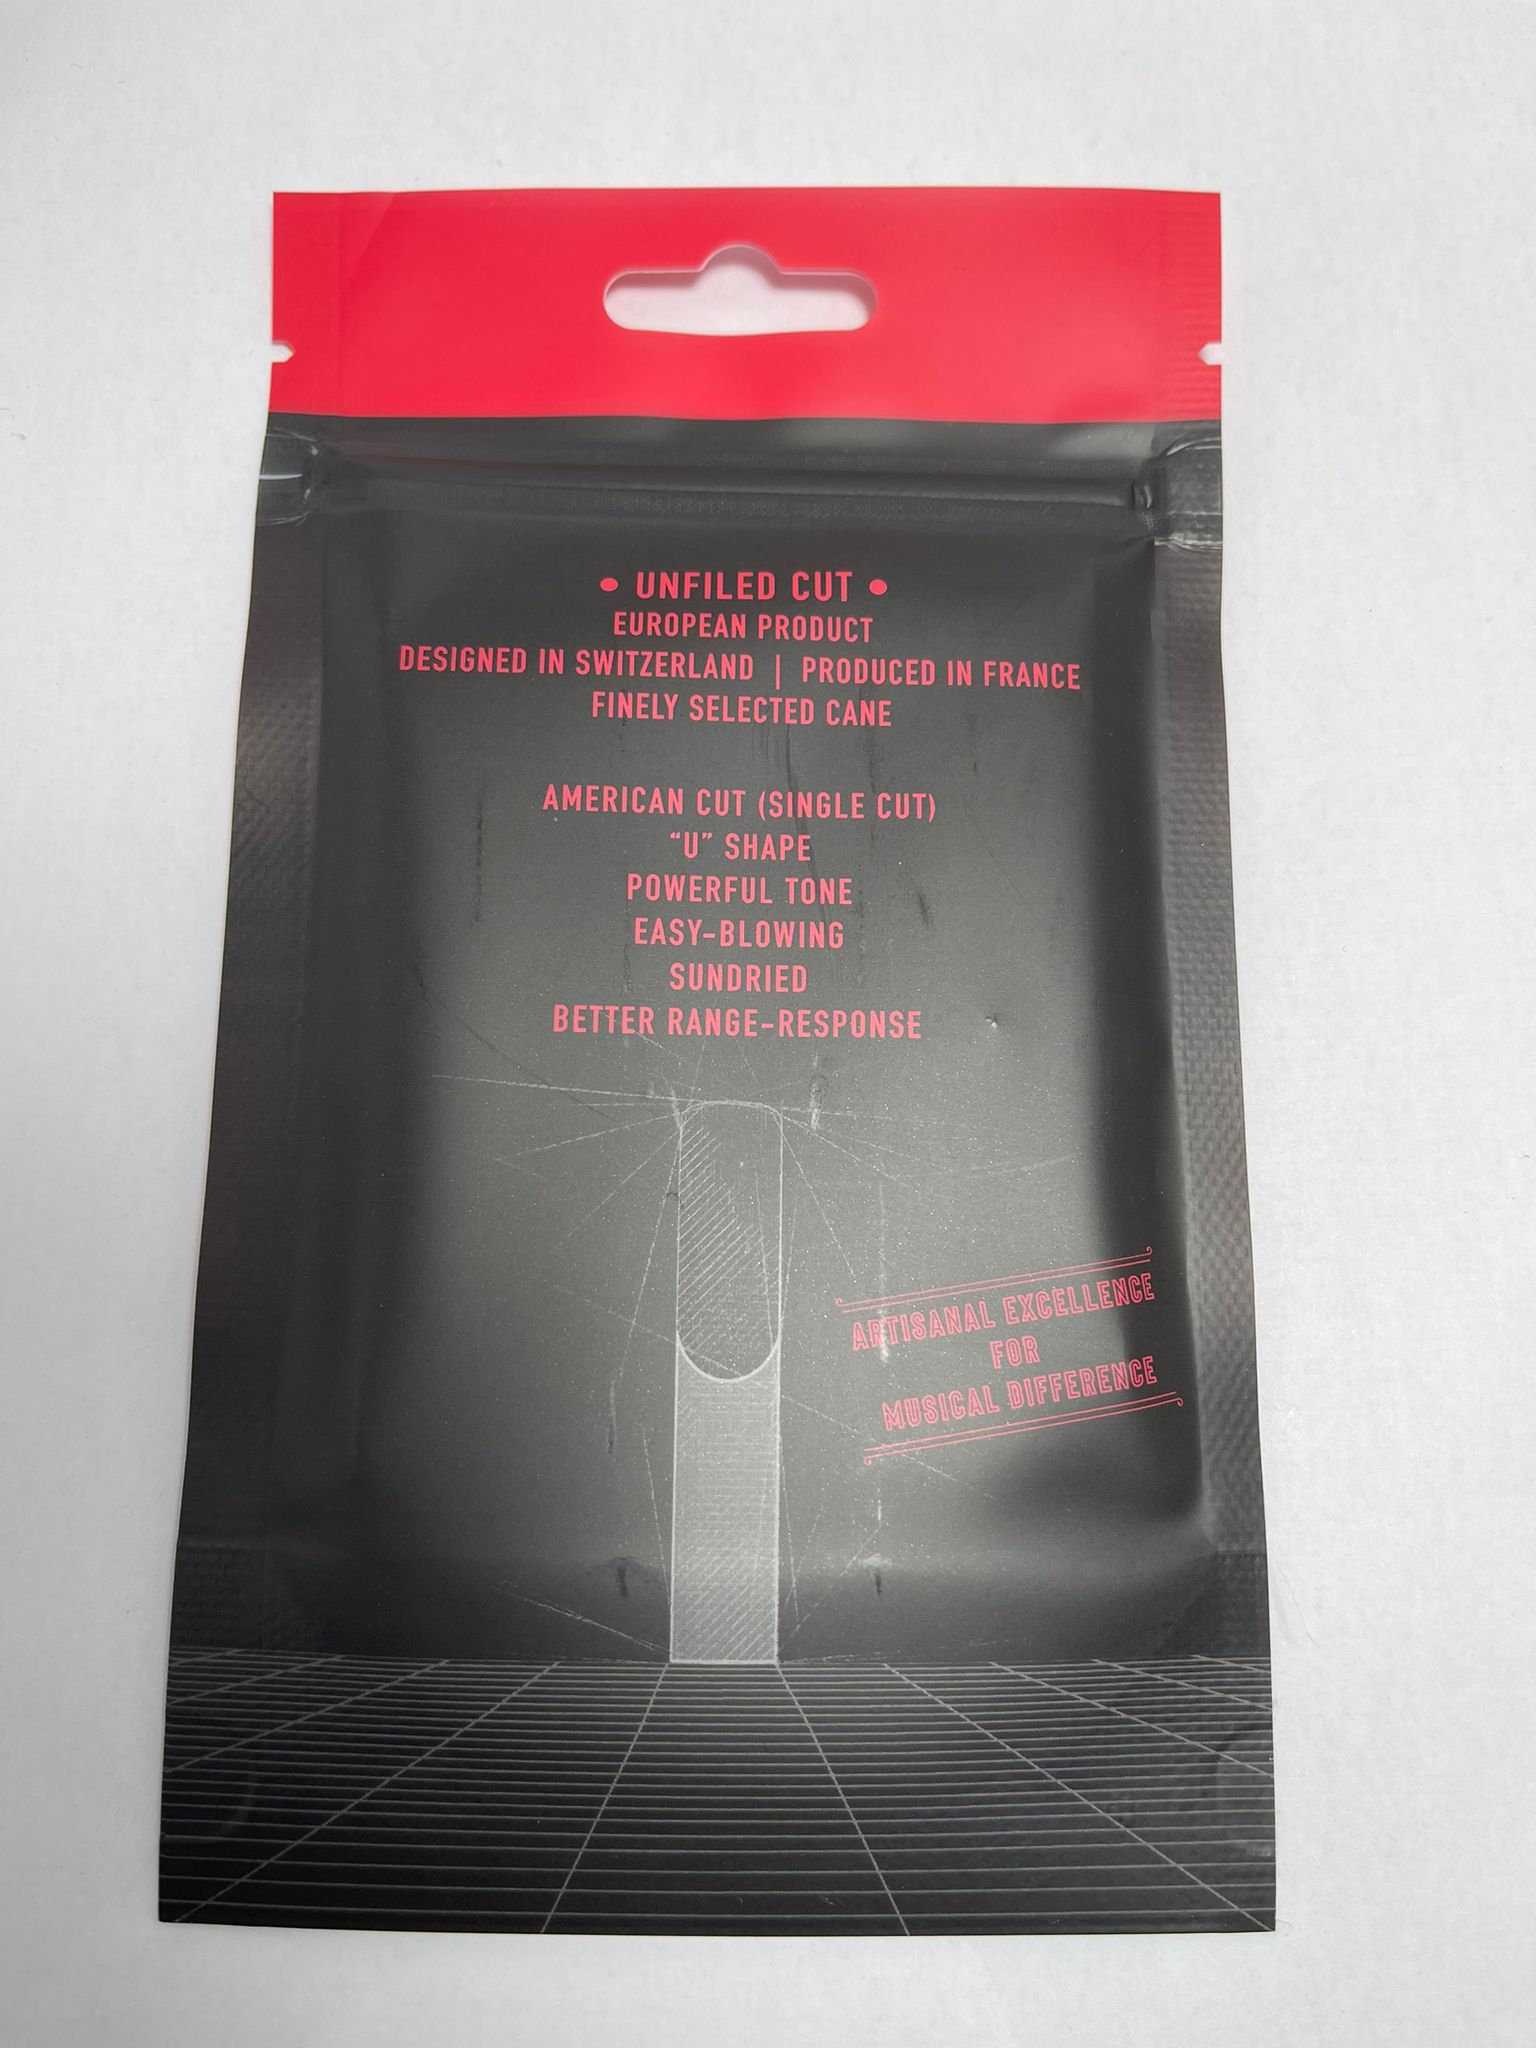 • UNFILED CUT •
EUROPEAN PRODUCT
DESIGNED IN SWITZERLAND | PRODUCED IN FRANCE
FINELY SELECTED CANE
AMERICAN CUT (SINGLE CUT)
“U” SHAPE
POWERFUL TONE
EASY-BLOWING
SUNDRIED
BETTER RANGE-RESPONSE
ARTISANAL EXCELLENCE
FOR
MUSICAL DIFFERENCE